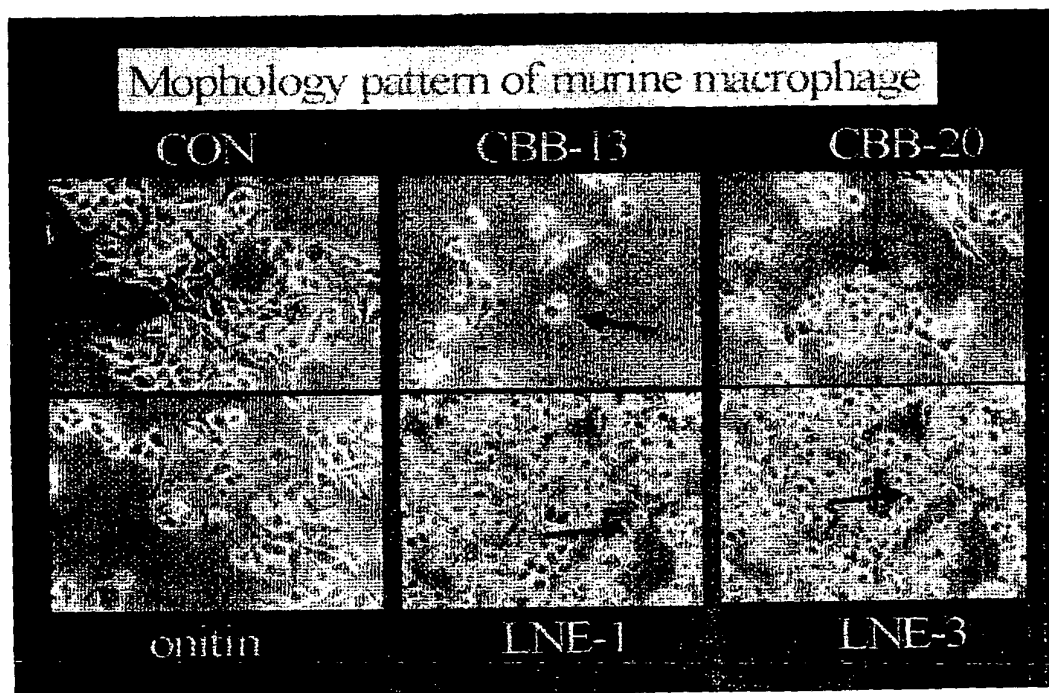 Mophology pattern of murine macrophage
CON CBB-13 CBB-20
onitin LNE-1 LNE-3